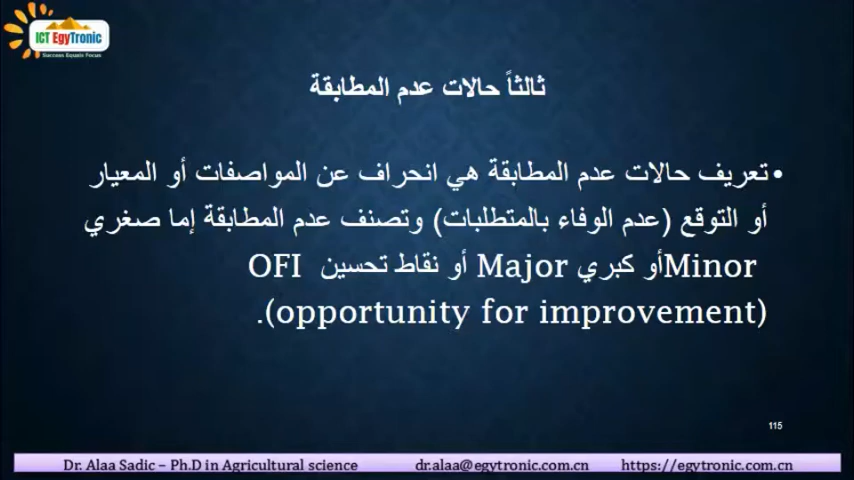 ICT EgyTronic
Success Equals Focus
ثالثاً حالات عدم المطابقة
• تعريف حالات عدم المطابقة هي انحراف عن المواصفات أو المعيار
أو التوقع (عدم الوفاء بالمتطلبات) وتصنف عدم المطابقة إما صغري
Minor أو كبري Major أو نقاط تحسين OFI
(opportunity for improvement).
115
Dr. Alaa Sadic – Ph.D in Agricultural science dr.alaa@egytronic.com.cn https://egytronic.com.cn